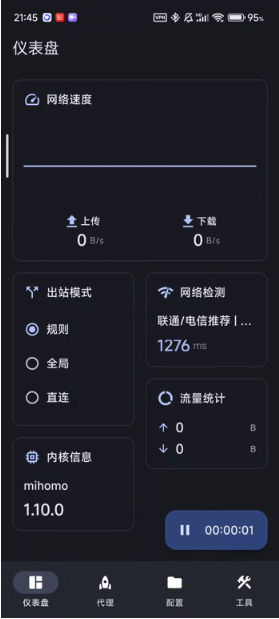 21:45
VPN
95%
仪表盘
网络速度
上传
下载
0 B/s
0 B/s
出站模式
规则
全局
直连
网络检测
联通/电信推荐 | ...
1276 ms
流量统计
↑ 0 B
↓ 0 B
内核信息
mihomo
1.10.0
00:00:01
仪表盘
代理
配置
工具